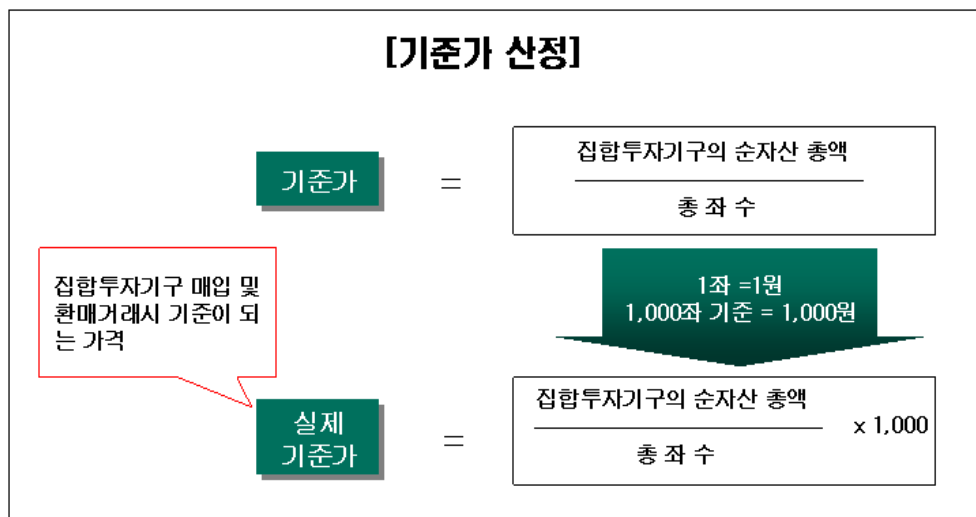 [기준가 산정]
기준가
=
집합투자기구의 순자산 총액
총 좌 수
집합투자기구 매입 및
환매거래시 기준이 되
는 가격
1좌 =1원
1,000좌 기준 = 1,000원
실제
기준가
=
집합투자기구의 순자산 총액
총 좌 수
x 1,000